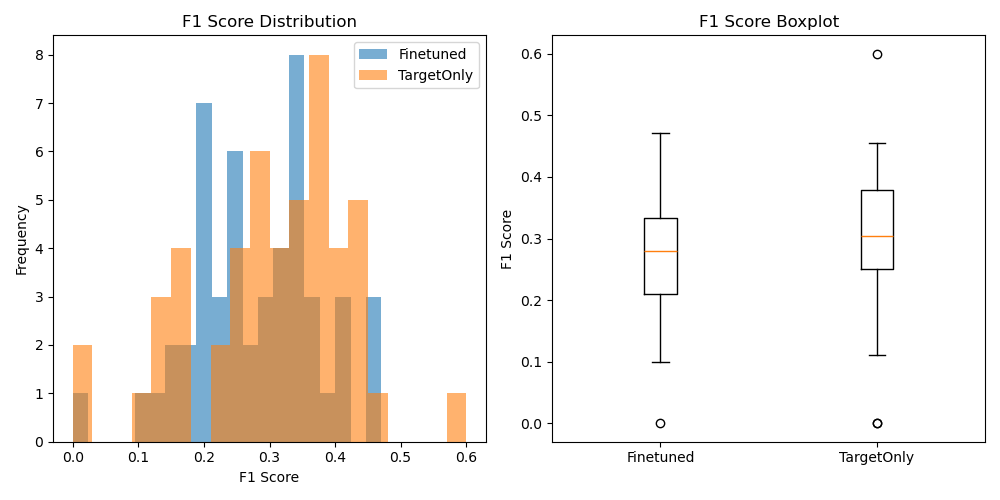 F1 Score Distribution
Finetuned
TargetOnly
8
7
6
5
4
3
2
1
0
Frequency
0.0 0.1 0.2 0.3 0.4 0.5 0.6
F1 Score
F1 Score Boxplot
0.6
0.5
0.4
0.3
0.2
0.1
0.0
F1 Score
Finetuned TargetOnly